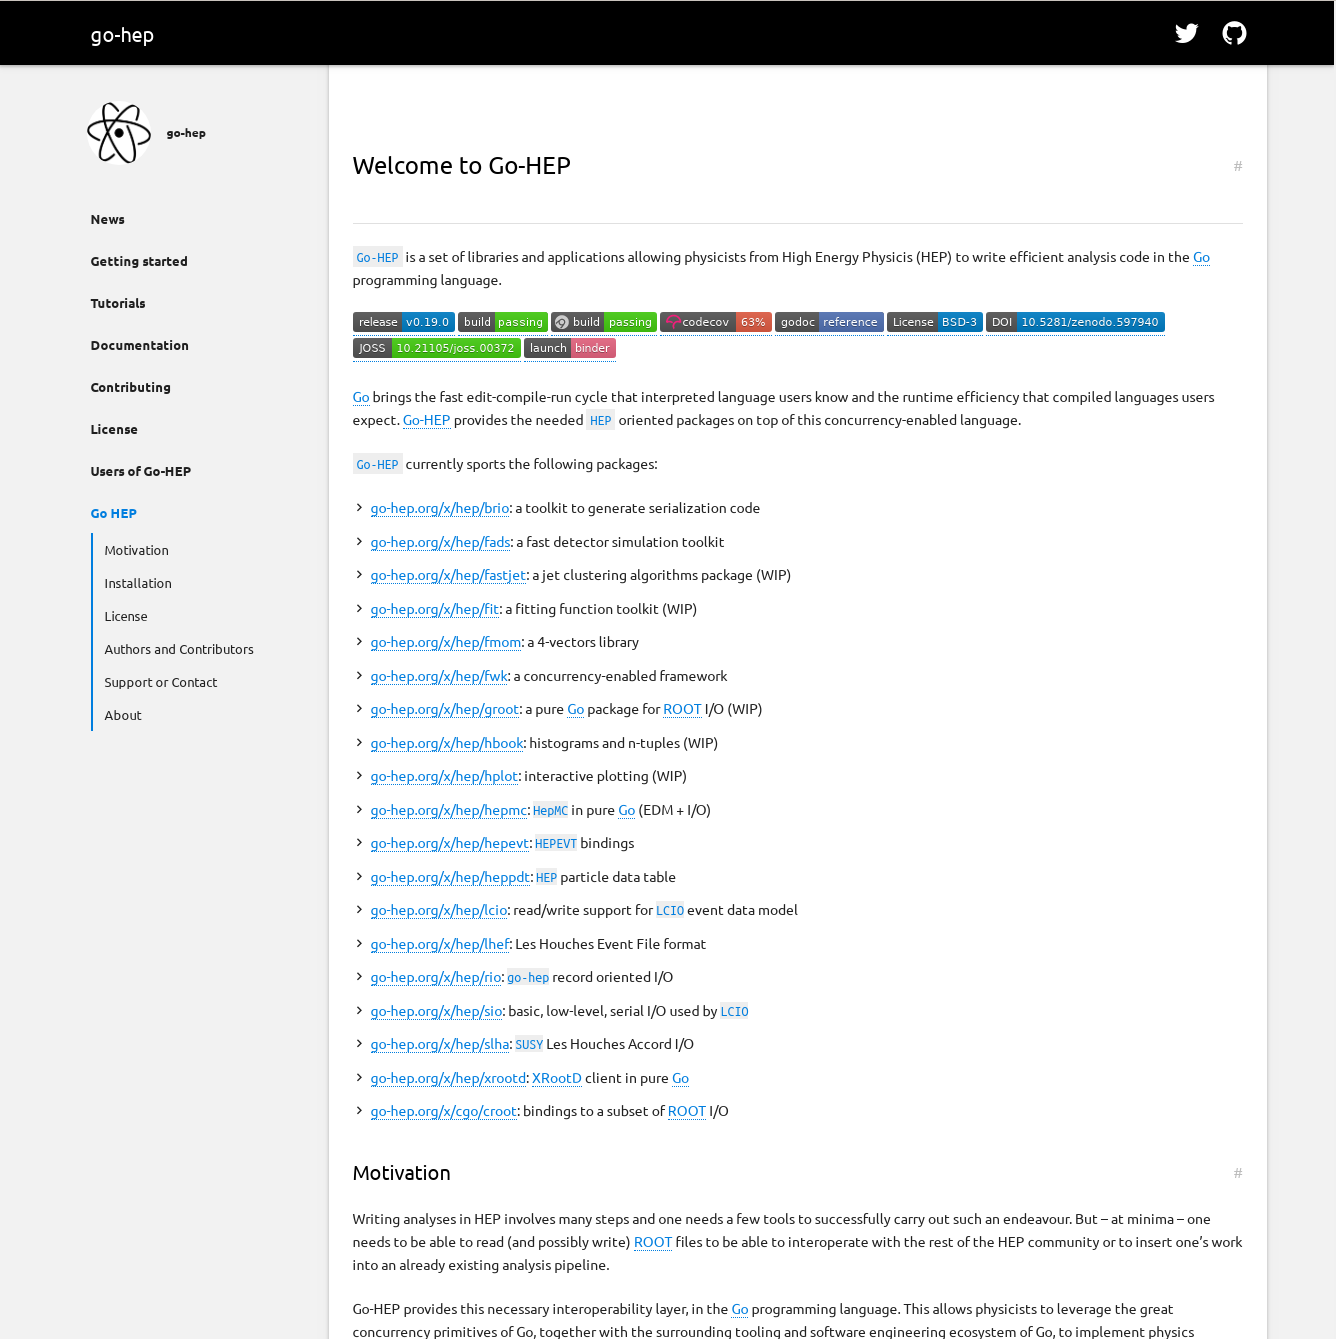 go-hep
go-hep
News
Getting started
Tutorials
Documentation
Contributing
License
Users of Go-HEP
Go HEP
Motivation
Installation
License
Authors and Contributors
Support or Contact
About
Welcome to Go-HEP #
Go-HEP is a set of libraries and applications allowing physicists from High Energy Physicis (HEP) to write efficient analysis code in the Go
programming language.
release v0.19.0 build passing build passing codecov 63% godoc reference License BSD-3 DOI 10.5281/zenodo.597940
JOSS 10.21105/joss.00372 launch binder
Go brings the fast edit-compile-run cycle that interpreted language users know and the runtime efficiency that compiled languages users
expect. Go-HEP provides the needed HEP oriented packages on top of this concurrency-enabled language.
Go-HEP currently sports the following packages:
go-hep.org/x/hep/brio: a toolkit to generate serialization code
go-hep.org/x/hep/fads: a fast detector simulation toolkit
go-hep.org/x/hep/fastjet: a jet clustering algorithms package (WIP)
go-hep.org/x/hep/fit: a fitting function toolkit (WIP)
go-hep.org/x/hep/fmom: a 4-vectors library
go-hep.org/x/hep/fwk: a concurrency-enabled framework
go-hep.org/x/hep/groot: a pure Go package for ROOT I/O (WIP)
go-hep.org/x/hep/hbook: histograms and n-tuples (WIP)
go-hep.org/x/hep/hplot: interactive plotting (WIP)
go-hep.org/x/hep/hepmc: HepMC in pure Go (EDM + I/O)
go-hep.org/x/hep/hepevt: HEPEVT bindings
go-hep.org/x/hep/heppdt: HEP particle data table
go-hep.org/x/hep/lcio: read/write support for LCIO event data model
go-hep.org/x/hep/lhef: Les Houches Event File format
go-hep.org/x/hep/rio: go-hep record oriented I/O
go-hep.org/x/hep/sio: basic, low-level, serial I/O used by LCIO
go-hep.org/x/hep/slha: SUSY Les Houches Accord I/O
go-hep.org/x/hep/xrootd: XRootD client in pure Go
go-hep.org/x/cgo/croot: bindings to a subset of ROOT I/O
Motivation #
Writing analyses in HEP involves many steps and one needs a few tools to successfully carry out such an endeavour. But – at minima – one
needs to be able to read (and possibly write) ROOT files to be able to interoperate with the rest of the HEP community or to insert one’s work
into an already existing analysis pipeline.
Go-HEP provides this necessary interoperability layer, in the Go programming language. This allows physicists to leverage the great
concurrency primitives of Go, together with the surrounding tooling and software engineering ecosystem of Go, to implement physics